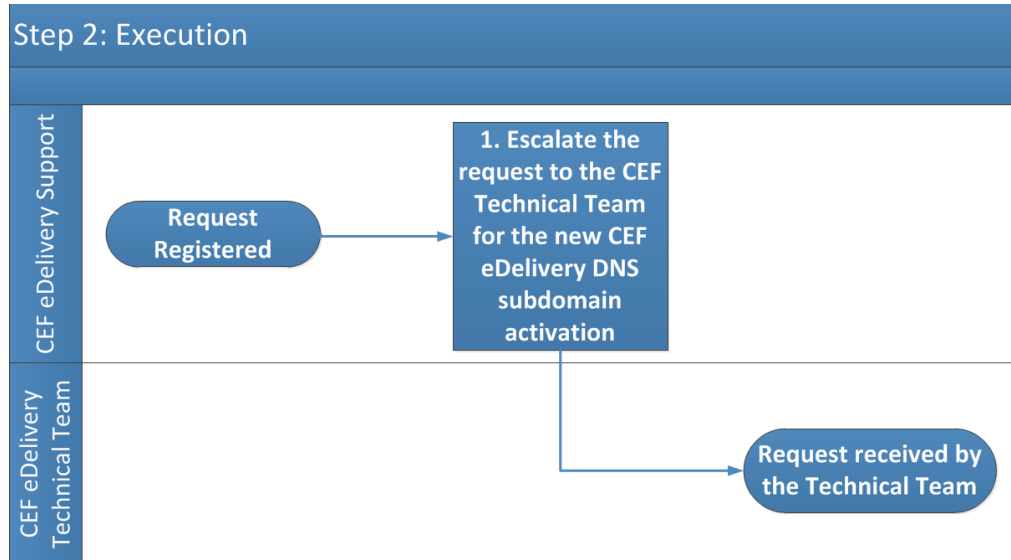 Step 2: Execution
CEF eDelivery Support
Request
Registered
1. Escalate the
request to the CEF
Technical Team
for the new CEF
eDelivery DNS
subdomain
activation
CEF eDelivery
Technical Team
Request received by
the Technical Team